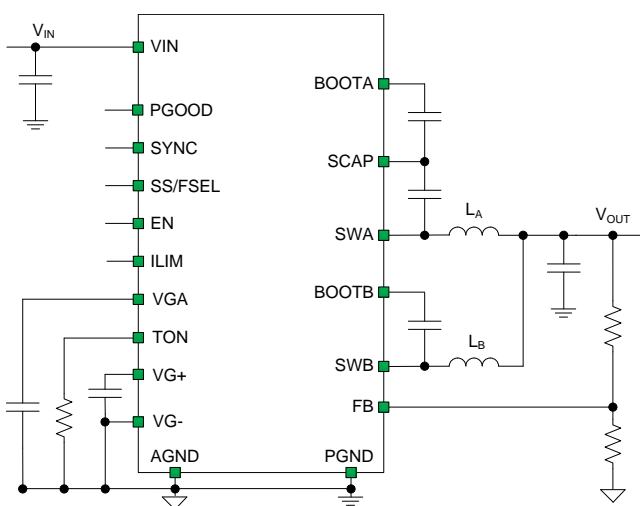 VIN
VIN
PGOOD
SYNC
SS/FSEL
EN
ILIM
VGA
TON
VG+
VG-
AGND
PGND
BOOTA
SCAP
SWA
BOOTB
SWB
FB
LA
LB
VOUT